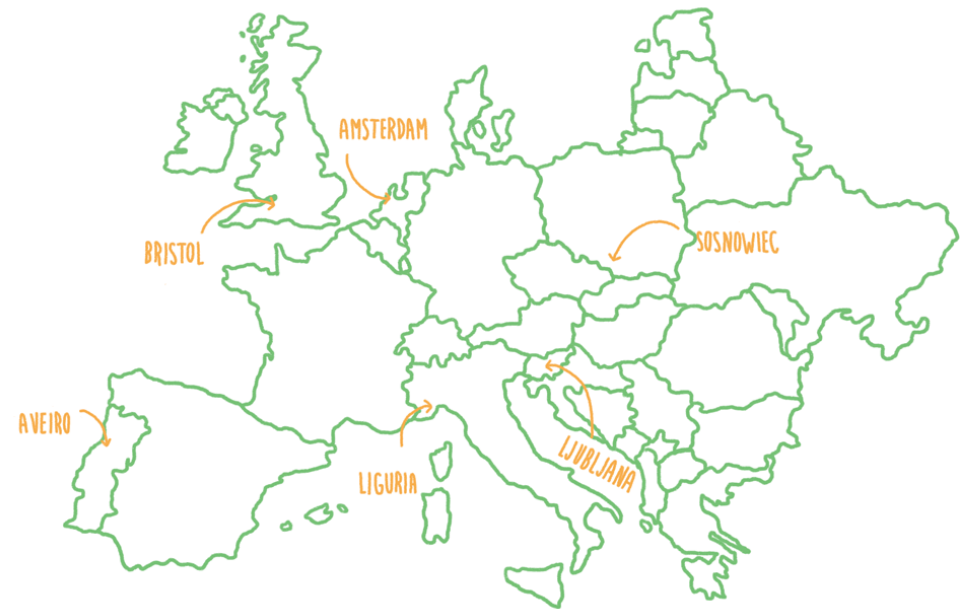 AMSTERDAM
BRISTOL
SOSNOWIEC
AVEIRO
LIGURIA
LJUBLJANA